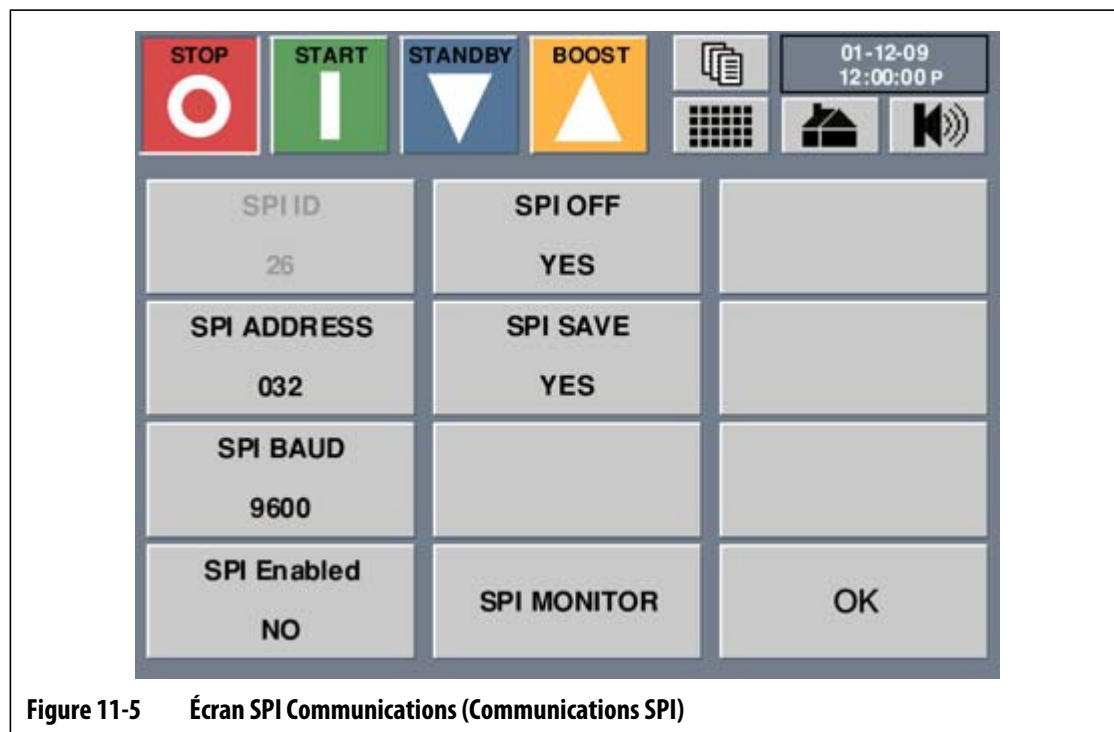 STOP
START
STANDBY
BOOST
01-12-09
12:00:00 P
SPI ID
26
SPI OFF
YES
SPI ADDRESS
032
SPI SAVE
YES
SPI BAUD
9600
SPI Enabled
NO
SPI MONITOR
OK
Figure 11-5 Écran SPI Communications (Communications SPI)